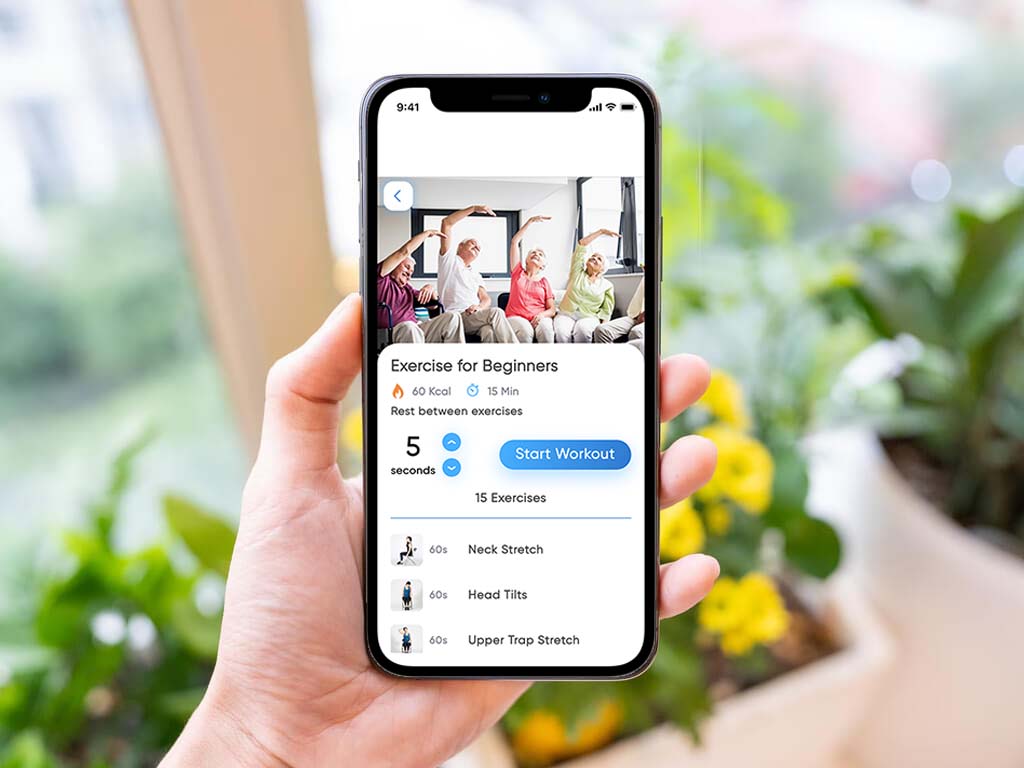 9:41
Exercise for Beginners
60 Kcal 15 Min
Rest between exercises
5
seconds
Start Workout
15 Exercises
60s Neck Stretch
60s Head Tilts
60s Upper Trap Stretch